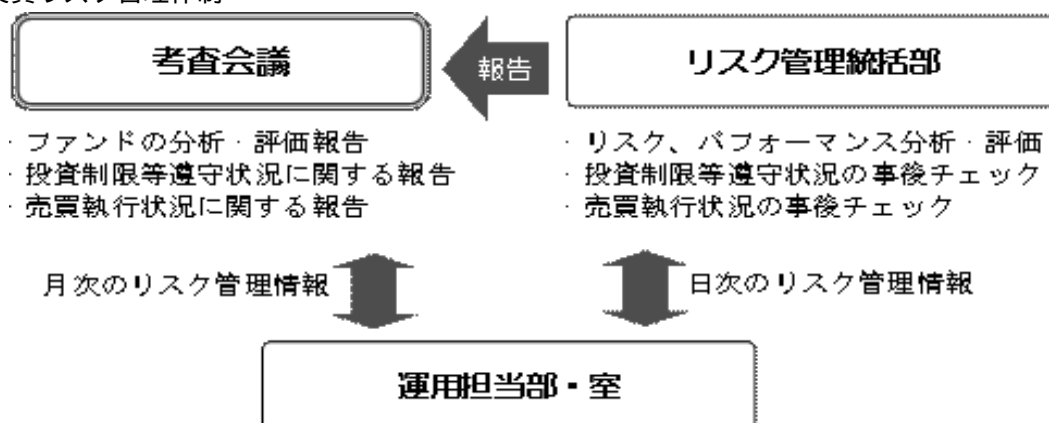 考査会議
報告
リスク管理統括部
· ファンドの分析·評価報告
· 投資制限等遵守状況に関する報告
· 売買執行状況に関する報告
· リスク、パフォーマンス分析·評価
· 投資制限等遵守状況の事後チェック
· 売買執行状況の事後チェック
月次のリスク管理情報
日次のリスク管理情報
運用担当部・室